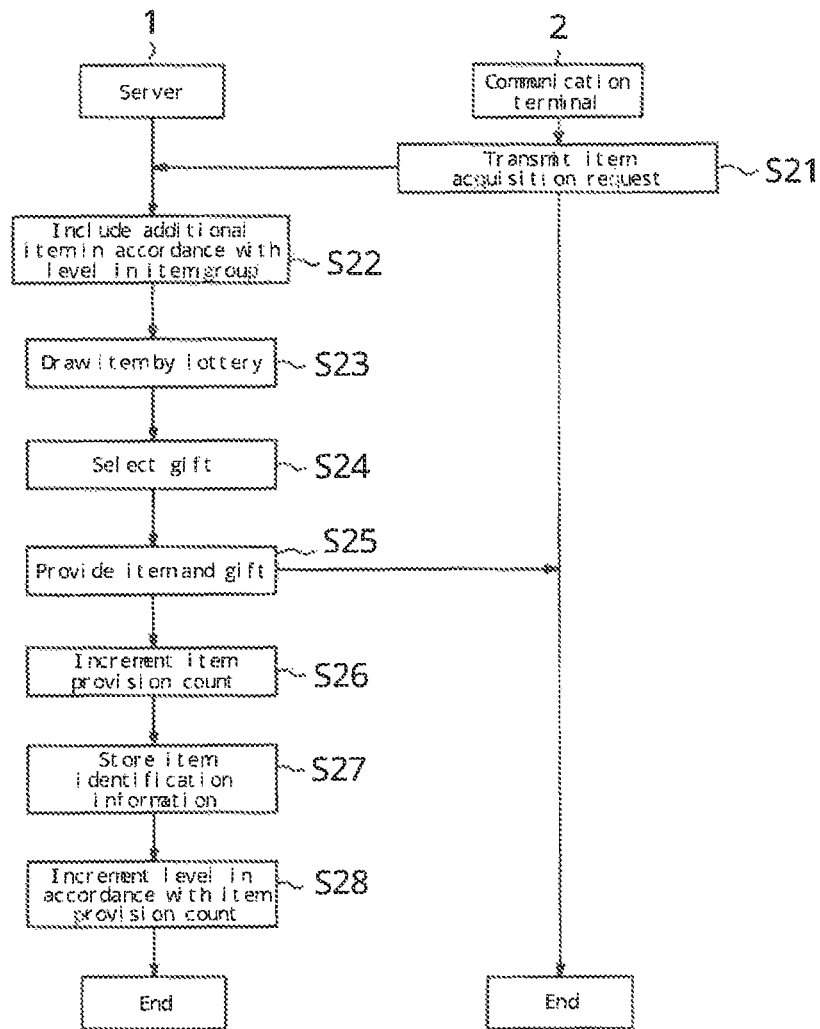 1
2
Server
Communication
terminal
Transmit item
acquisition request
S21
Include additional
item in accordance with
level in item group
S22
Draw item by lottery
S23
Select gift
S24
Provide item and gift
S25
Increment item
provision count
S26
Store item
identification
information
S27
Increment level in
accordance with item
provision count
S28
End
End